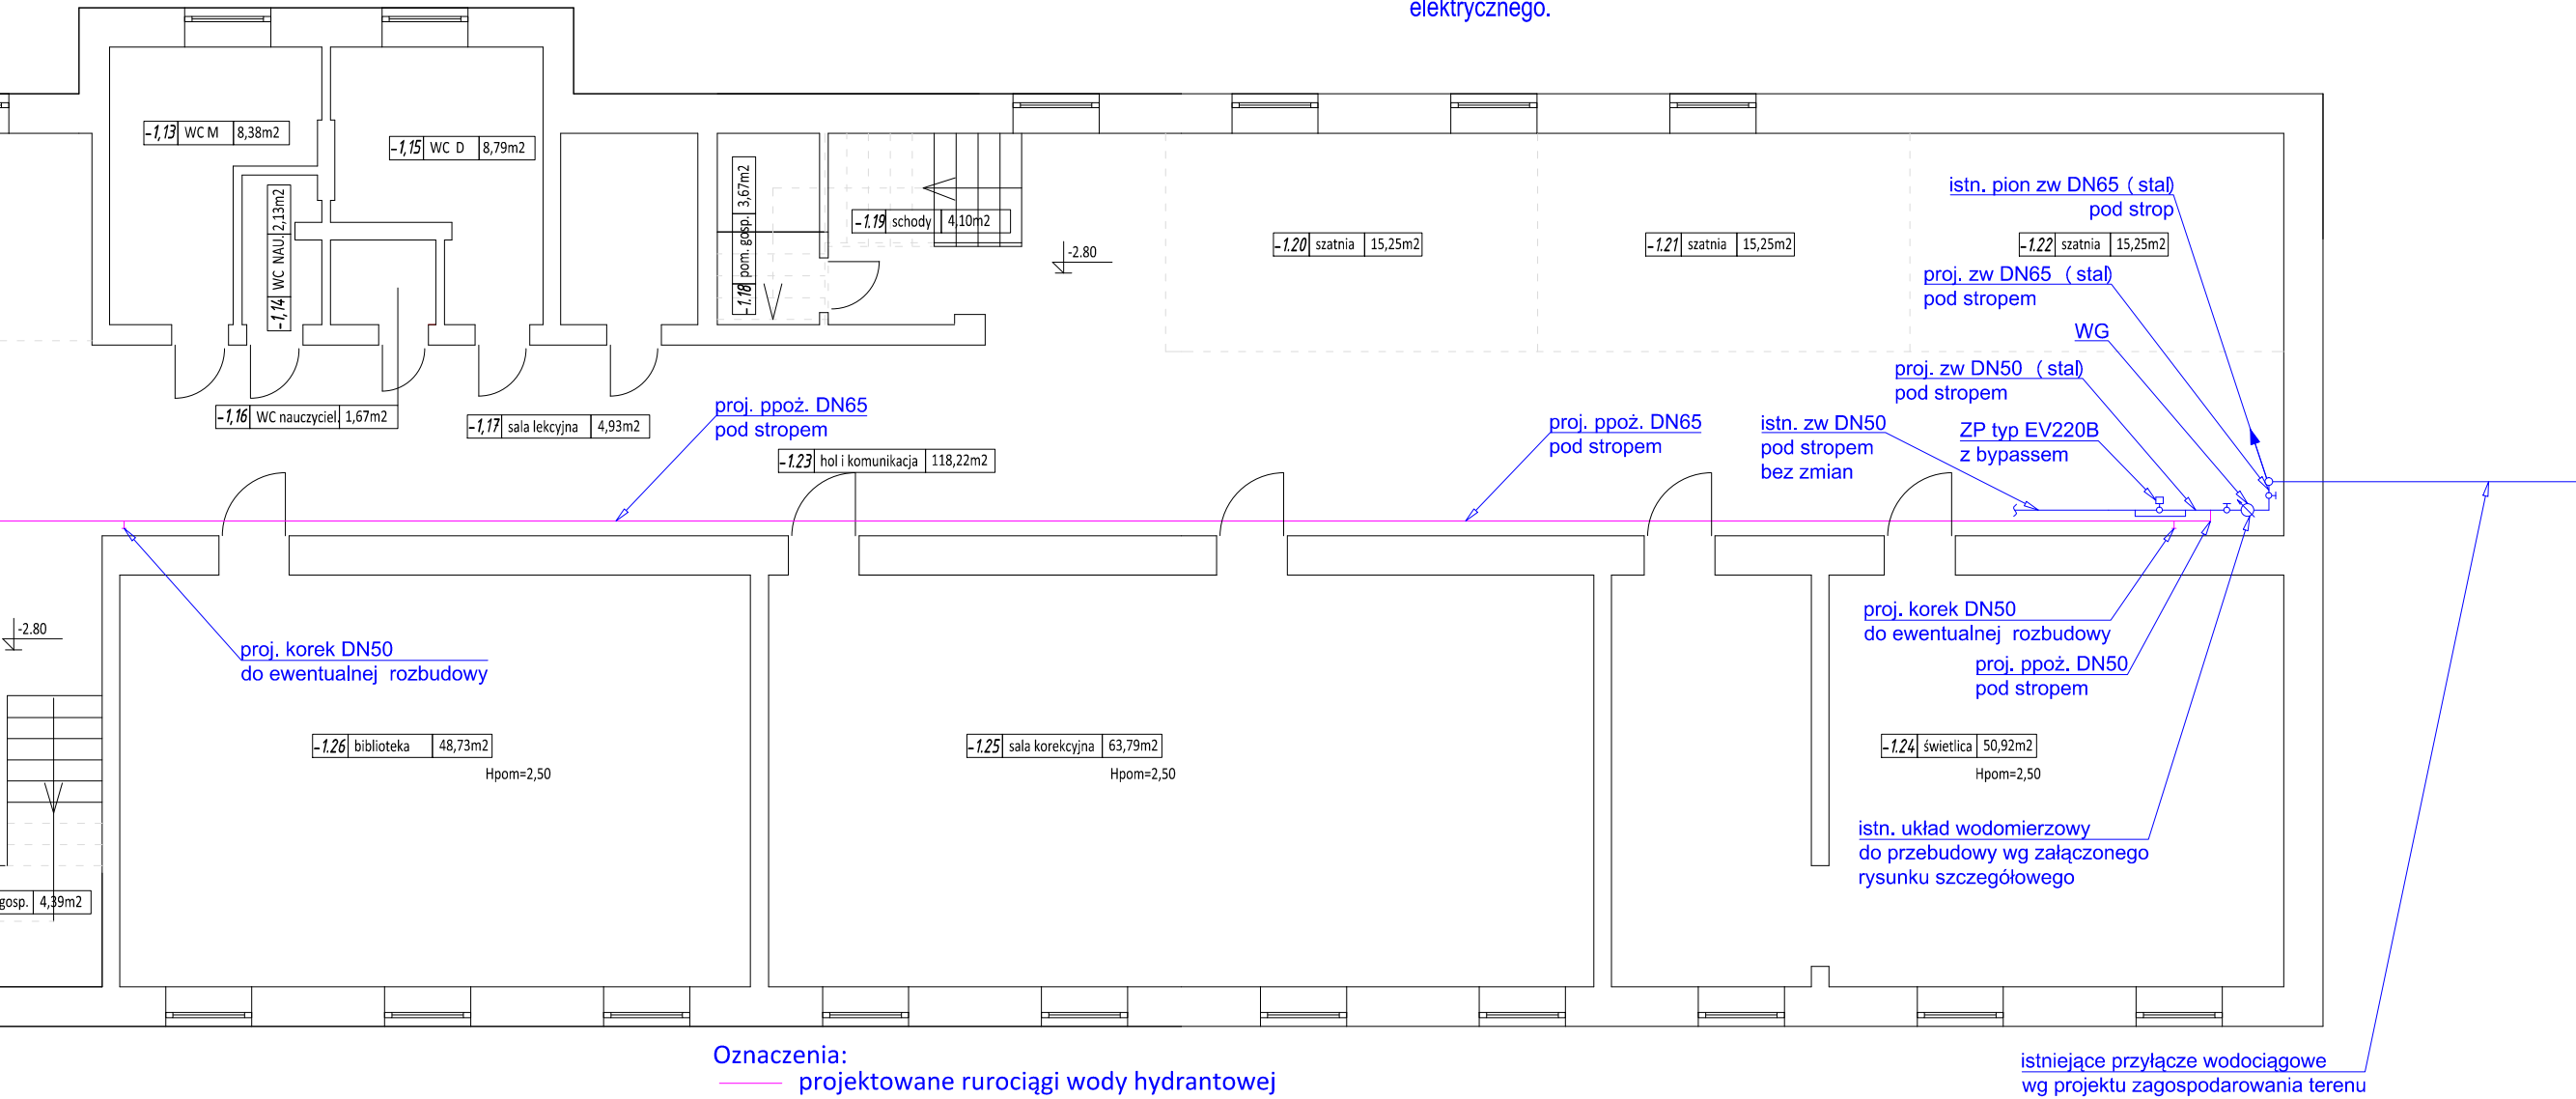 elektrycznego.
-1,13 WC M 8,38m2
-1,15 WC D 8,79m2
-1,14 WC NAU. 2,13m2
-1.18 pom. gosp. 3,67m2
-1.19 schody 4,10m2
-2.80
-1.20 szatnia 15,25m2
-1.21 szatnia 15,25m2
-1.22 szatnia 15,25m2
istn. pion zw DN65 ( stal)
pod strop
proj. zw DN65 ( stal)
pod stropem
WG
proj. zw DN50 ( stal)
pod stropem
-1,16 WC nauczyciel. 1,67m2
-1,17 sala lekcyjna 4,93m2
proj. ppoż. DN65
pod stropem
-1.23 hol i komunikacja 118,22m2
proj. ppoż. DN65
pod stropem
istn. zw DN50
pod stropem
bez zmian
ZP typ EV220B
z bypassem
-2.80
proj. korek DN50
do ewentualnej rozbudowy
proj. korek DN50
do ewentualnej rozbudowy
proj. ppoż. DN50
pod stropem
-1.26 biblioteka 48,73m2
Hpom=2,50
-1.25 sala korekcyjna 63,79m2
Hpom=2,50
-1.24 świetlica 50,92m2
Hpom=2,50
istn. układ wodomierzowy
do przebudowy wg załączonego
rysunku szczegółowego
gosp. 4,39m2
Oznaczenia:
projektowane rurociągi wody hydrantowej
istniejące przyłącze wodociągowe
wg projektu zagospodarowania terenu